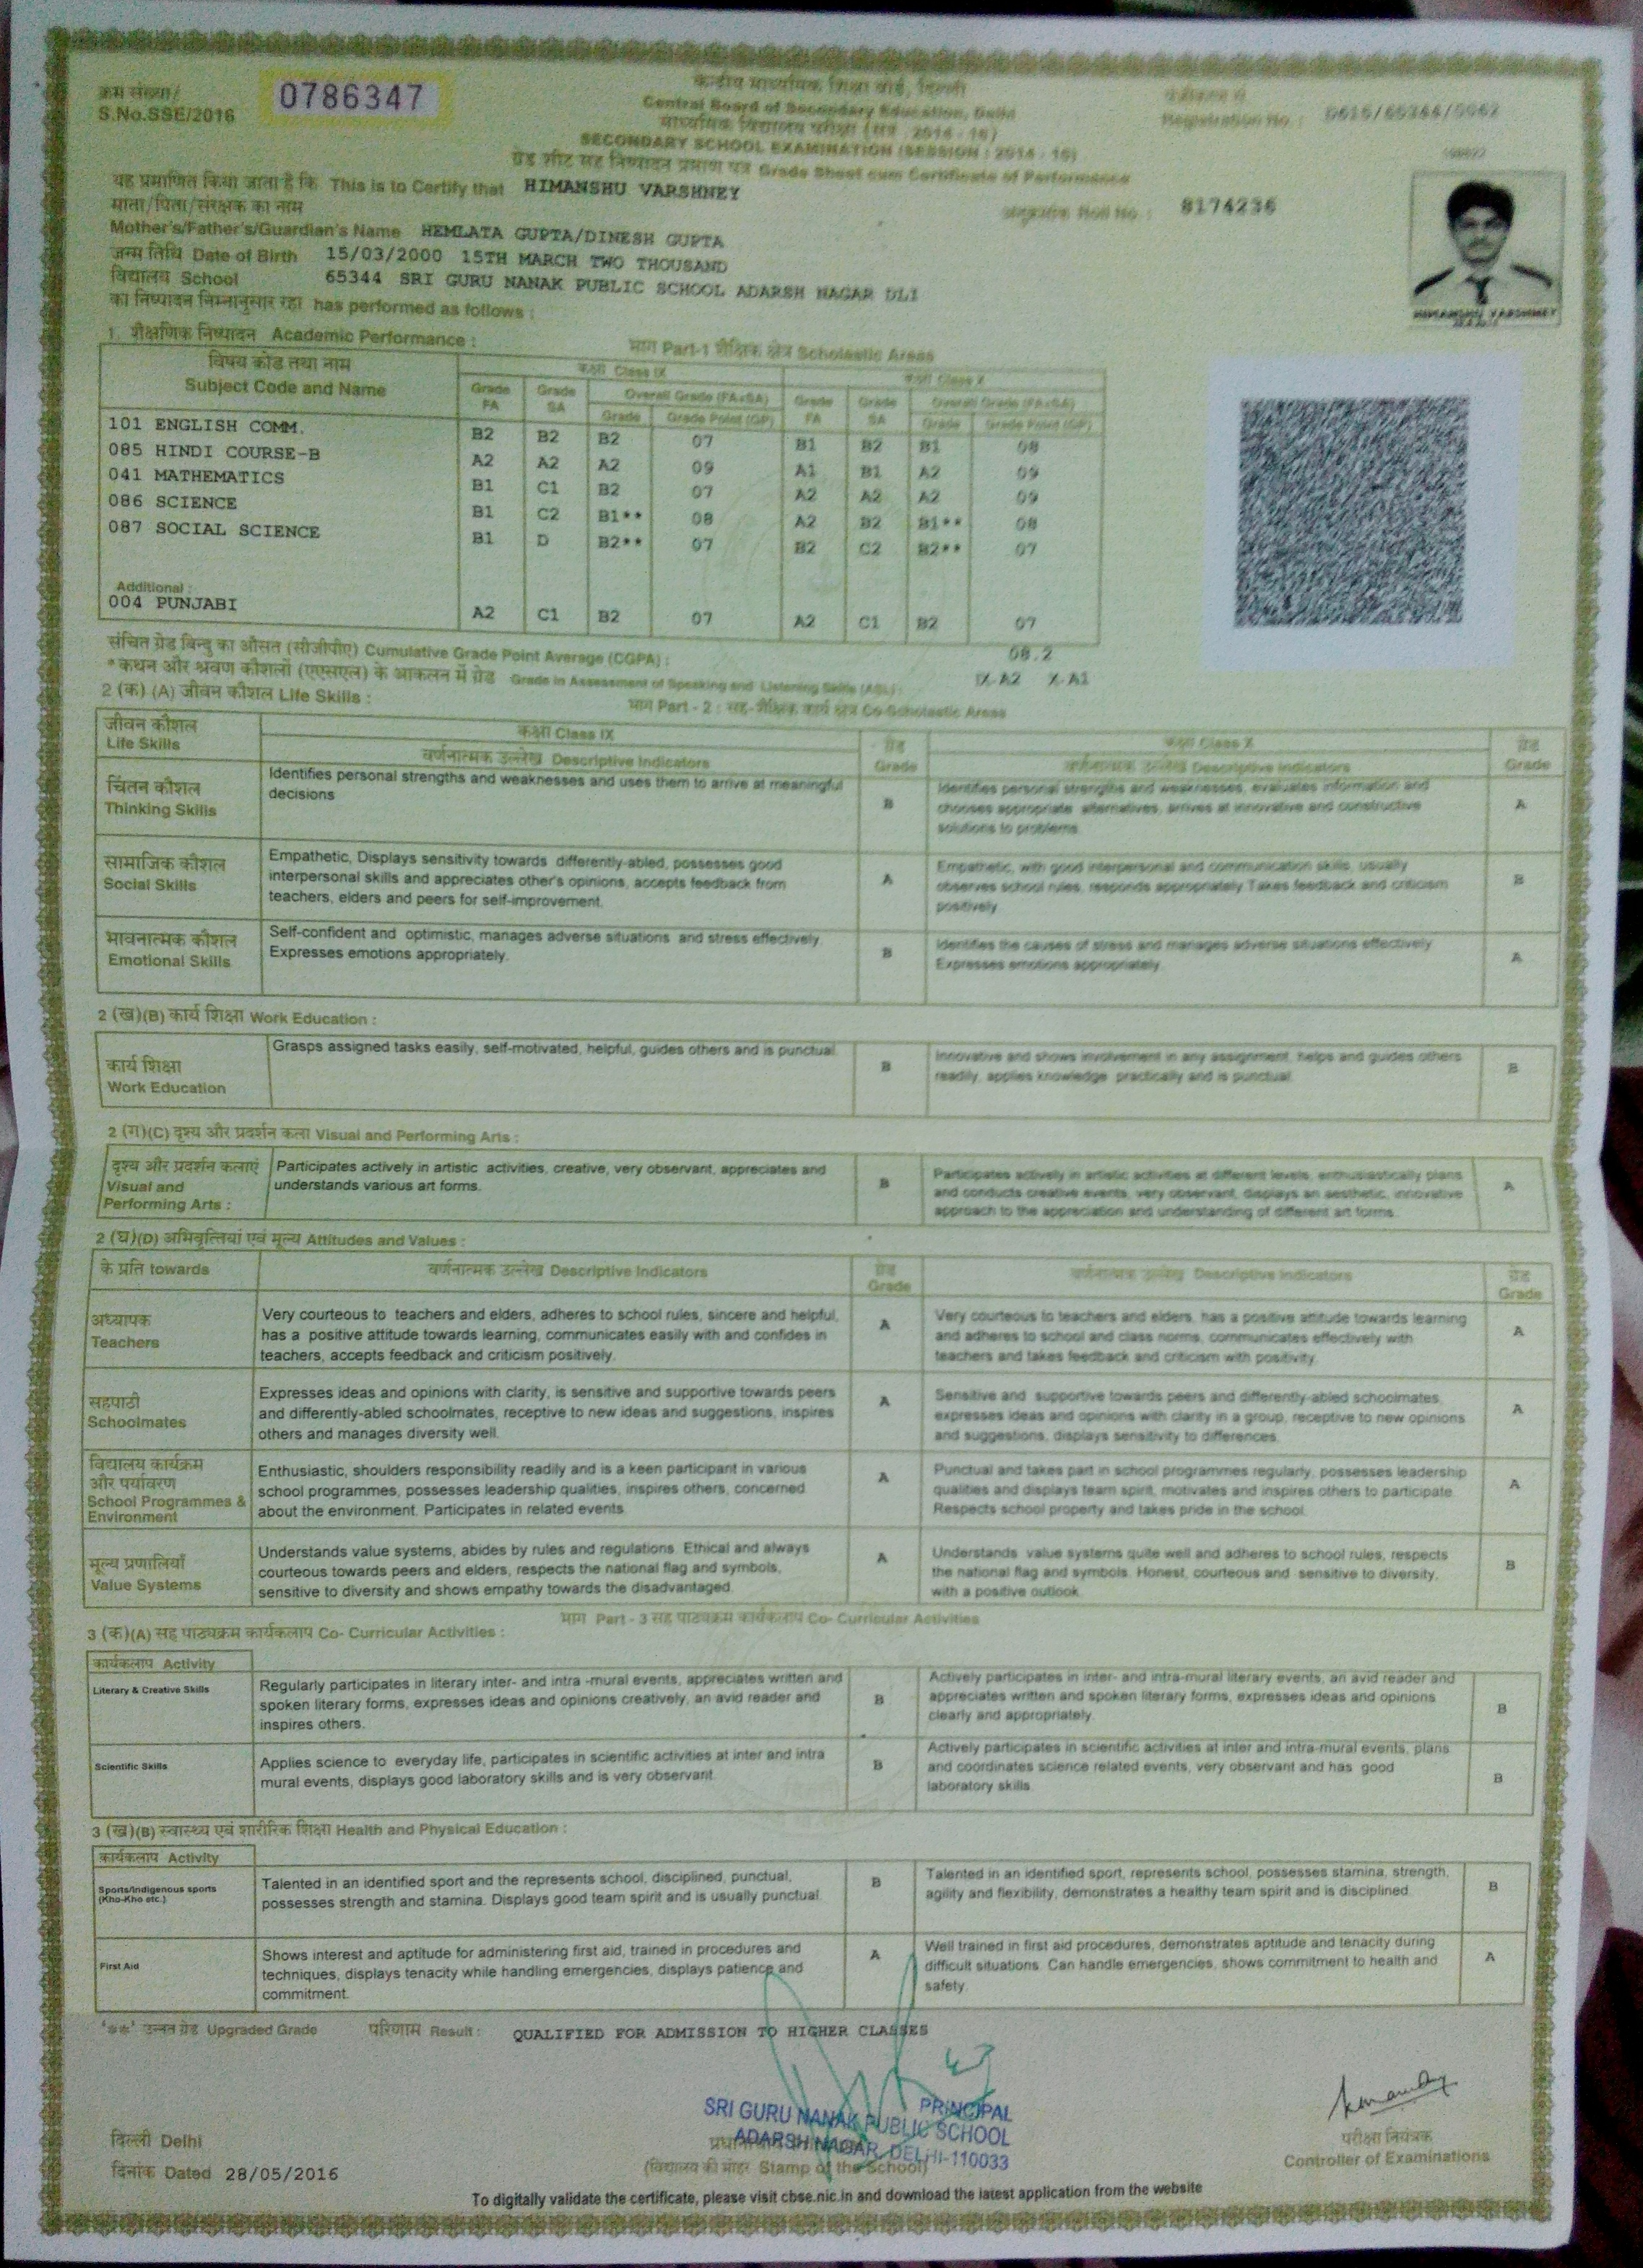 क्रम संख्या/
S.No.SSE/2016 0786347
केन्द्रीय माध्यमिक शिक्षा बोर्ड, दिल्ली
Central Board of Secondary Education, Delhi
माध्यमिक विद्यालय परीक्षा (सत्र : 2014 - 16)
SECONDARY SCHOOL EXAMINATION (SESSION : 2014 - 16)
ग्रेड शीट सह निष्पादन प्रमाण पत्र Grade Sheet cum Certificate of Performance
Registration No :
यह प्रमाणित किया जाता है कि This is to Certify that HIMANSHU VARSHNEY
अनुक्रमांक Roll No. : 8174236
माता/पिता/संरक्षक का नाम
Mother's/Father's/Guardian's Name HEMLATA GUPTA/DINESH GUPTA
जन्म तिथि Date of Birth 15/03/2000 15TH MARCH TWO THOUSAND
विद्यालय School 65344 SRI GURU NANAK PUBLIC SCHOOL ADARSH NAGAR DLI
का निष्पादन निम्नानुसार रहा has performed as follows :
HIMANSHU VARSHNEY
1. शैक्षणिक निष्पादन Academic Performance :
भाग Part-1 शैक्षिक क्षेत्र Scholastic Areas
विषय कोड तथा नाम कक्षा Class IX कक्षा Class X
Subject Code and Name Grade FA Grade SA Overall Grade (FA+SA) Grade FA Grade SA Overall Grade (FA+SA)
Grade Grade Point (GP) Grade Grade Point (GP)
101 ENGLISH COMM. B2 B2 B2 07 B1 B2 B1 08
085 HINDI COURSE-B A2 A2 A2 09 A1 B1 A2 09
041 MATHEMATICS B1 C1 B2 07 A2 A2 A2 09
086 SCIENCE B1 C2 B1** 08 A2 B2 B1** 08
087 SOCIAL SCIENCE B1 D B2** 07 B2 C2 B2** 07
Additional :
004 PUNJABI A2 C1 B2 07 A2 C1 B2 07
संचित ग्रेड बिन्दु का औसत (सीजीपीए) Cumulative Grade Point Average (CGPA) : 08.2
* कथन और श्रवण कौशलों (एएसएल) के आकलन में ग्रेड Grade in Assessment of Speaking and Listening Skills (ASL) : IX-A2 X-A1
2 (क) (A) जीवन कौशल Life Skills :
भाग Part - 2 : सह-शैक्षिक कार्य क्षेत्र Co-Scholastic Areas
जीवन कौशल
Life Skills
कक्षा Class IX ग्रेड कक्षा Class X ग्रेड
वर्णनात्मक उल्लेख Descriptive Indicators Grade वर्णनात्मक उल्लेख Descriptive Indicators Grade
चिंतन कौशल
Thinking Skills
Identifies personal strengths and weaknesses and uses them to arrive at meaningful
decisions
B
Identifies personal strengths and weaknesses, evaluates information and
chooses appropriate alternatives, arrives at innovative and constructive
solutions to problems.
A
सामाजिक कौशल
Social Skills
Empathetic, Displays sensitivity towards differently-abled, possesses good
interpersonal skills and appreciates other's opinions, accepts feedback from
teachers, elders and peers for self-improvement.
A
Empathetic, with good interpersonal and communication skills, usually
observes school rules, responds appropriately. Takes feedback and criticism
positively.
B
भावनात्मक कौशल
Emotional Skills
Self-confident and optimistic, manages adverse situations and stress effectively.
Expresses emotions appropriately.
B
Identifies the causes of stress and manages adverse situations effectively.
Expresses emotions appropriately.
A
2 (ख)(B) कार्य शिक्षा Work Education :
कार्य शिक्षा
Work Education
Grasps assigned tasks easily, self-motivated, helpful, guides others and is punctual.
B
Innovative and shows involvement in any assignment, helps and guides others
readily, applies knowledge practically and is punctual.
B
2 (ग)(C) दृश्य और प्रदर्शन कला Visual and Performing Arts :
दृश्य और प्रदर्शन कलाएं
Visual and
Performing Arts :
Participates actively in artistic activities, creative, very observant, appreciates and
understands various art forms.
B
Participates actively in artistic activities at different levels, enthusiastically plans
and conducts creative events, very observant, displays an aesthetic, innovative
approach to the appreciation and understanding of different art forms.
A
2 (घ)(D) अभिवृत्तियां एवं मूल्य Attitudes and Values :
के प्रति towards वर्णनात्मक उल्लेख Descriptive Indicators ग्रेड Grade वर्णनात्मक उल्लेख Descriptive Indicators ग्रेड Grade
अध्यापक
Teachers
Very courteous to teachers and elders, adheres to school rules, sincere and helpful,
has a positive attitude towards learning, communicates easily with and confides in
teachers, accepts feedback and criticism positively.
A
Very courteous to teachers and elders, has a positive attitude towards learning
and adheres to school and class norms, communicates effectively with
teachers and takes feedback and criticism with positivity.
A
सहपाठी
Schoolmates
Expresses ideas and opinions with clarity, is sensitive and supportive towards peers
and differently-abled schoolmates, receptive to new ideas and suggestions, inspires
others and manages diversity well.
A
Sensitive and supportive towards peers and differently-abled schoolmates,
expresses ideas and opinions with clarity in a group, receptive to new opinions
and suggestions, displays sensitivity to differences.
A
विद्यालय कार्यक्रम
और पर्यावरण
School Programmes &
Environment
Enthusiastic, shoulders responsibility readily and is a keen participant in various
school programmes, possesses leadership qualities, inspires others, concerned
about the environment. Participates in related events.
A
Punctual and takes part in school programmes regularly, possesses leadership
qualities and displays team spirit, motivates and inspires others to participate.
Respects school property and takes pride in the school.
A
मूल्य प्रणालियाँ
Value Systems
Understands value systems, abides by rules and regulations. Ethical and always
courteous towards peers and elders, respects the national flag and symbols,
sensitive to diversity and shows empathy towards the disadvantaged.
A
Understands value systems quite well and adheres to school rules, respects
the national flag and symbols. Honest, courteous and sensitive to diversity,
with a positive outlook.
B
भाग Part - 3 सह पाठ्यक्रम कार्यकलाप Co- Curricular Activities
3 (क)(A) सह पाठ्यक्रम कार्यकलाप Co- Curricular Activities :
कार्यकलाप Activity
Literary & Creative Skills
Regularly participates in literary inter- and intra -mural events, appreciates written and
spoken literary forms, expresses ideas and opinions creatively, an avid reader and
inspires others.
B
Actively participates in inter- and intra-mural literary events, an avid reader and
appreciates written and spoken literary forms, expresses ideas and opinions
clearly and appropriately.
B
Scientific Skills
Applies science to everyday life, participates in scientific activities at inter and intra
mural events, displays good laboratory skills and is very observant.
B
Actively participates in scientific activities at inter and intra-mural events, plans
and coordinates science related events, very observant and has good
laboratory skills.
B
3 (ख)(B) स्वास्थ्य एवं शारीरिक शिक्षा Health and Physical Education :
कार्यकलाप Activity
Sports/Indigenous sports
(Kho-Kho etc.)
Talented in an identified sport and the represents school, disciplined, punctual,
possesses strength and stamina. Displays good team spirit and is usually punctual.
B
Talented in an identified sport, represents school, possesses stamina, strength,
agility and flexibility, demonstrates a healthy team spirit and is disciplined.
B
First Aid
Shows interest and aptitude for administering first aid, trained in procedures and
techniques, displays tenacity while handling emergencies, displays patience and
commitment.
A
Well trained in first aid procedures, demonstrates aptitude and tenacity during
difficult situations. Can handle emergencies, shows commitment to health and
safety.
A
'**' उन्नत ग्रेड Upgraded Grade परिणाम Result : QUALIFIED FOR ADMISSION TO HIGHER CLASSES
PRINCIPAL
SRI GURU NANAK PUBLIC SCHOOL
ADARSH NAGAR, DELHI-110033
(विद्यालय की मोहर Stamp of the School)
दिल्ली Delhi
दिनांक Dated 28/05/2016
परीक्षा नियंत्रक
Controller of Examinations
To digitally validate the certificate, please visit cbse.nic.in and download the latest application from the website